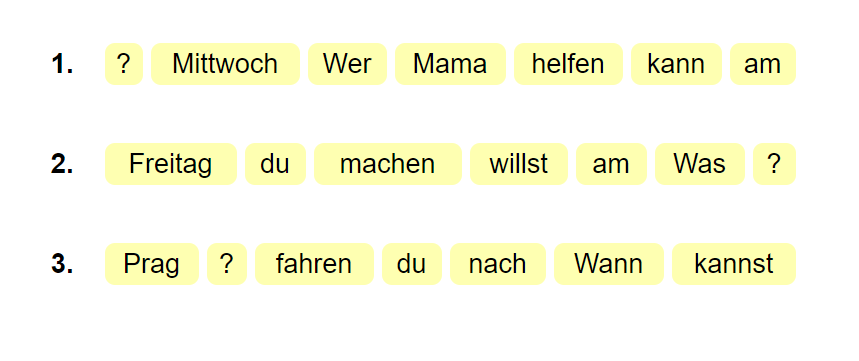 1. ? Mittwoch Wer Mama helfen kann am
2. Freitag du machen willst am Was ?
3. Prag ? fahren du nach Wann kannst